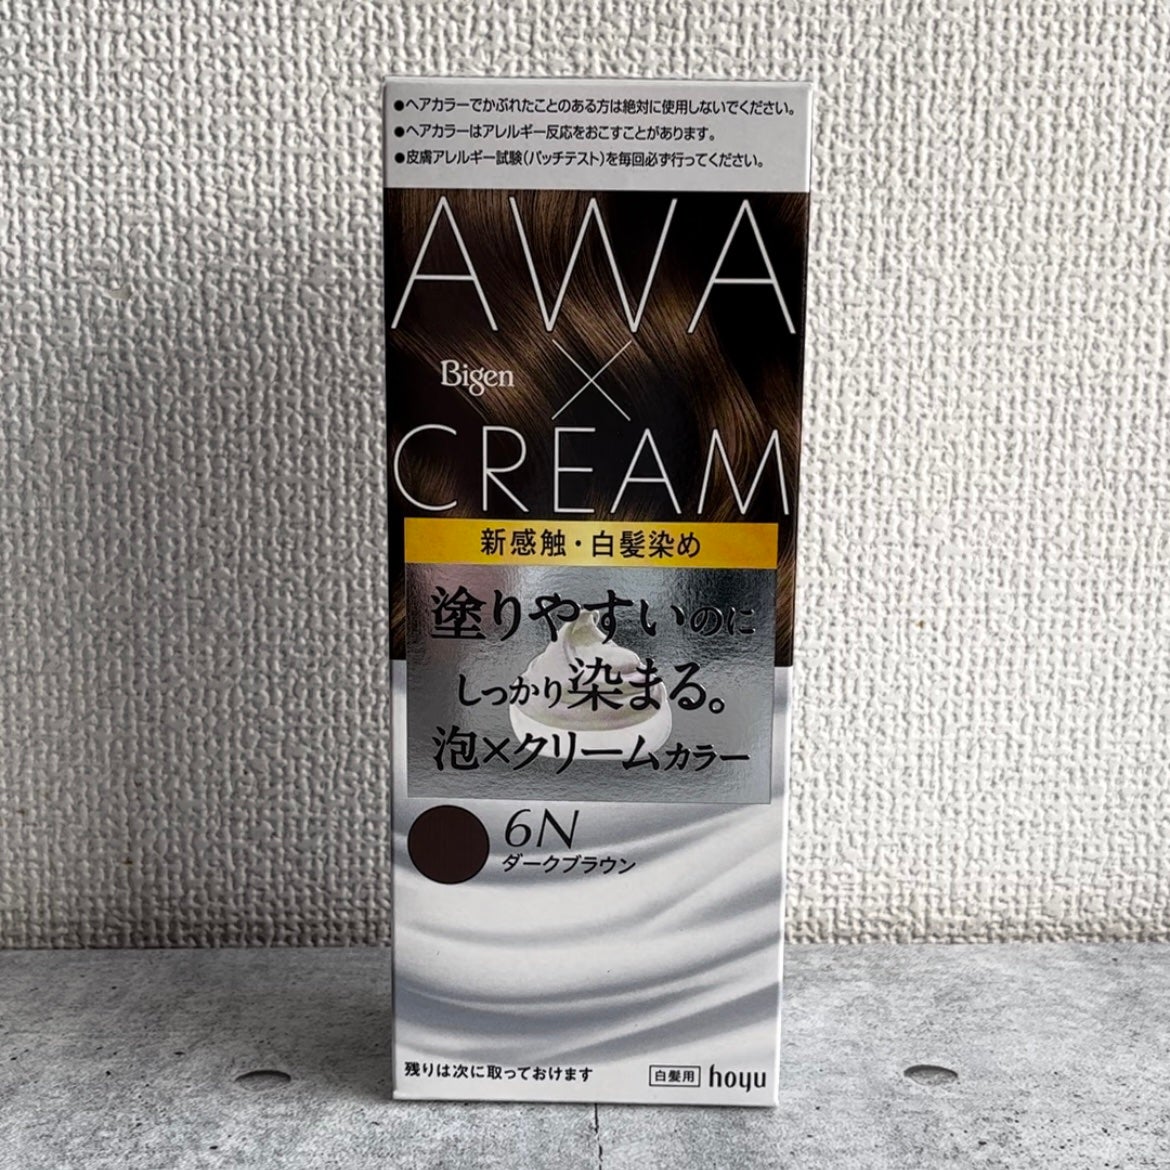 ●ヘアカラーでかぶれたことのある方は絶対に使用しないでください。
●ヘアカラーはアレルギー反応をおこすことがあります。
●皮膚アレルギー試験(パッチテスト)を毎回必ず行ってください。
AWA
Bigen ×
CREAM
新感触・白髪染め
塗りやすいのに
しっかり染まる。
泡×クリームカラー
6N
ダークブラウン
残りは次に取っておけます
白髪用 hoyu